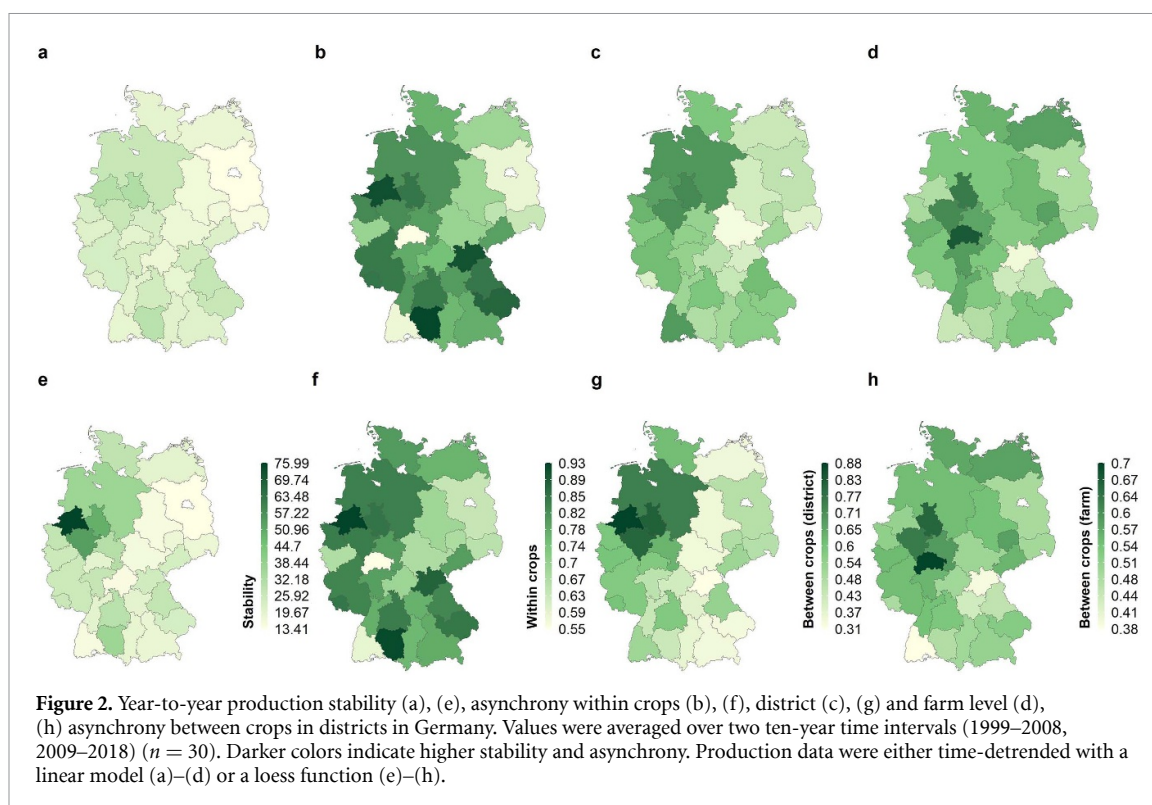 a
b
c
d
e
f
g
h
75.99
69.74
63.48
57.22
50.96
44.7
38.44
32.18
25.92
19.67
13.41
Stability
0.93
0.89
0.85
0.82
0.78
0.74
0.7
0.67
0.63
0.59
0.55
Within crops
0.88
0.83
0.77
0.71
0.65
0.6
0.54
0.48
0.43
0.37
0.31
Between crops (district)
0.7
0.67
0.64
0.6
0.57
0.54
0.51
0.48
0.44
0.41
0.38
Between crops (farm)
Figure 2. Year-to-year production stability (a), (e), asynchrony within crops (b), (f), district (c), (g) and farm level (d),
(h) asynchrony between crops in districts in Germany. Values were averaged over two ten-year time intervals (1999–2008,
2009–2018) (n = 30). Darker colors indicate higher stability and asynchrony. Production data were either time-detrended with a
linear model (a)–(d) or a loess function (e)–(h).